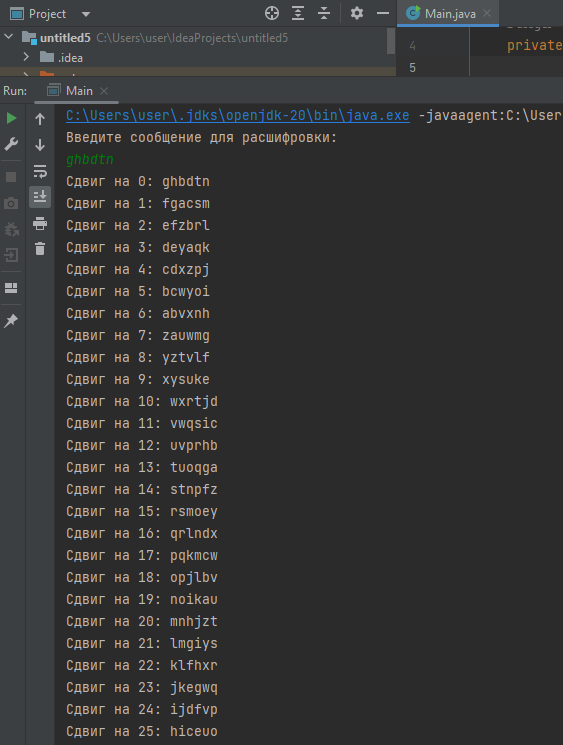 Project
Main.java
untitled5 C:\Users\user\IdeaProjects\untitled5
.idea
4
private
5
Run: Main
C:\Users\user\.jdks\openjdk-20\bin\java.exe -javaagent:C:\User
Введите сообщение для расшифровки:
ghbdtn
Сдвиг на 0: ghbdtn
Сдвиг на 1: fgacsm
Сдвиг на 2: efzbrl
Сдвиг на 3: deyaqk
Сдвиг на 4: cdxzpj
Сдвиг на 5: bcwyoi
Сдвиг на 6: abvxnh
Сдвиг на 7: zauwmg
Сдвиг на 8: yztvlf
Сдвиг на 9: xysuke
Сдвиг на 10: wxrtjd
Сдвиг на 11: vwqsic
Сдвиг на 12: uvprhb
Сдвиг на 13: tuoqga
Сдвиг на 14: stnpfz
Сдвиг на 15: rsmoey
Сдвиг на 16: qrlndx
Сдвиг на 17: pqkmcw
Сдвиг на 18: opjlbv
Сдвиг на 19: noikau
Сдвиг на 20: mnhjzt
Сдвиг на 21: lmgiys
Сдвиг на 22: klfhxr
Сдвиг на 23: jkegwq
Сдвиг на 24: ijdfvp
Сдвиг на 25: hiceuo